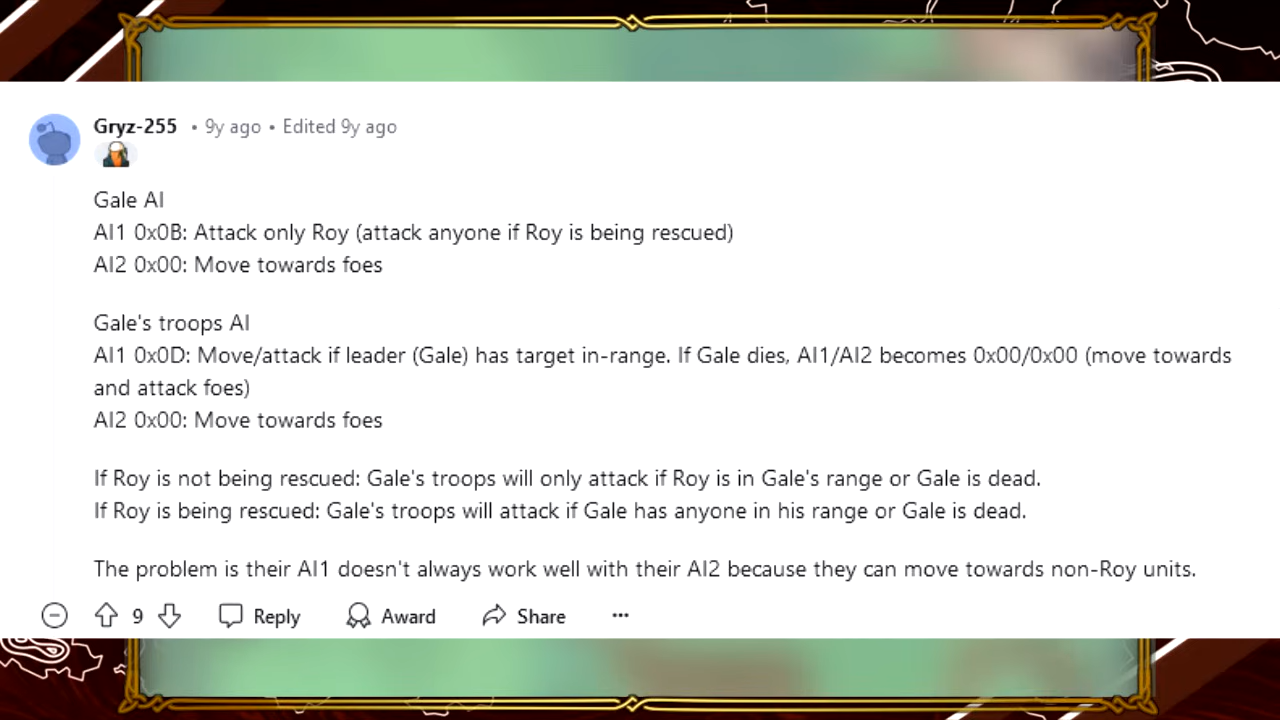 Gryz-255 • 9y ago • Edited 9y ago
Gale AI
AI1 0x0B: Attack only Roy (attack anyone if Roy is being rescued)
AI2 0x00: Move towards foes
Gale's troops AI
AI1 0x0D: Move/attack if leader (Gale) has target in-range. If Gale dies, AI1/AI2 becomes 0x00/0x00 (move towards
and attack foes)
AI2 0x00: Move towards foes
If Roy is not being rescued: Gale's troops will only attack if Roy is in Gale's range or Gale is dead.
If Roy is being rescued: Gale's troops will attack if Gale has anyone in his range or Gale is dead.
The problem is their AI1 doesn't always work well with their AI2 because they can move towards non-Roy units.
9 Reply Award Share ...